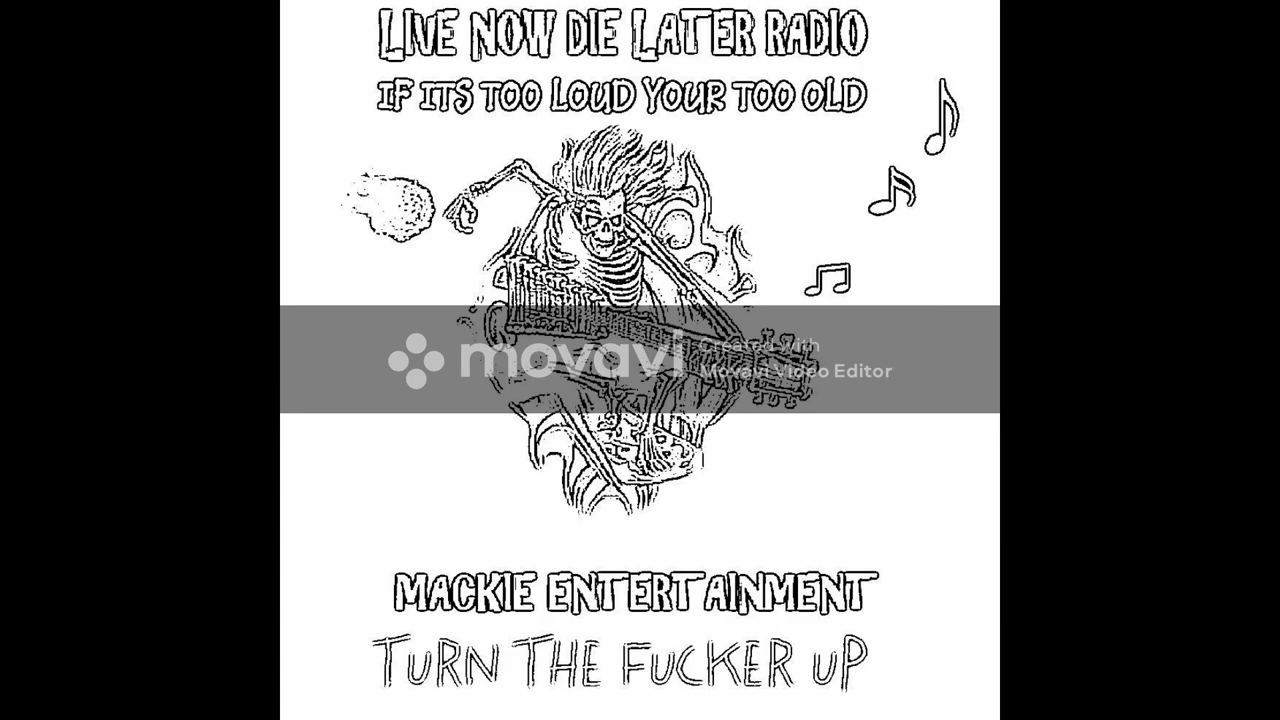 LIVE NOW DIE LATER RADIO
IF ITS TOO LOUD YOUR TOO OLD
movavi
Created with
Movavi Video Editor
MACKIE ENTERTAINMENT
TURN THE FUCKER UP